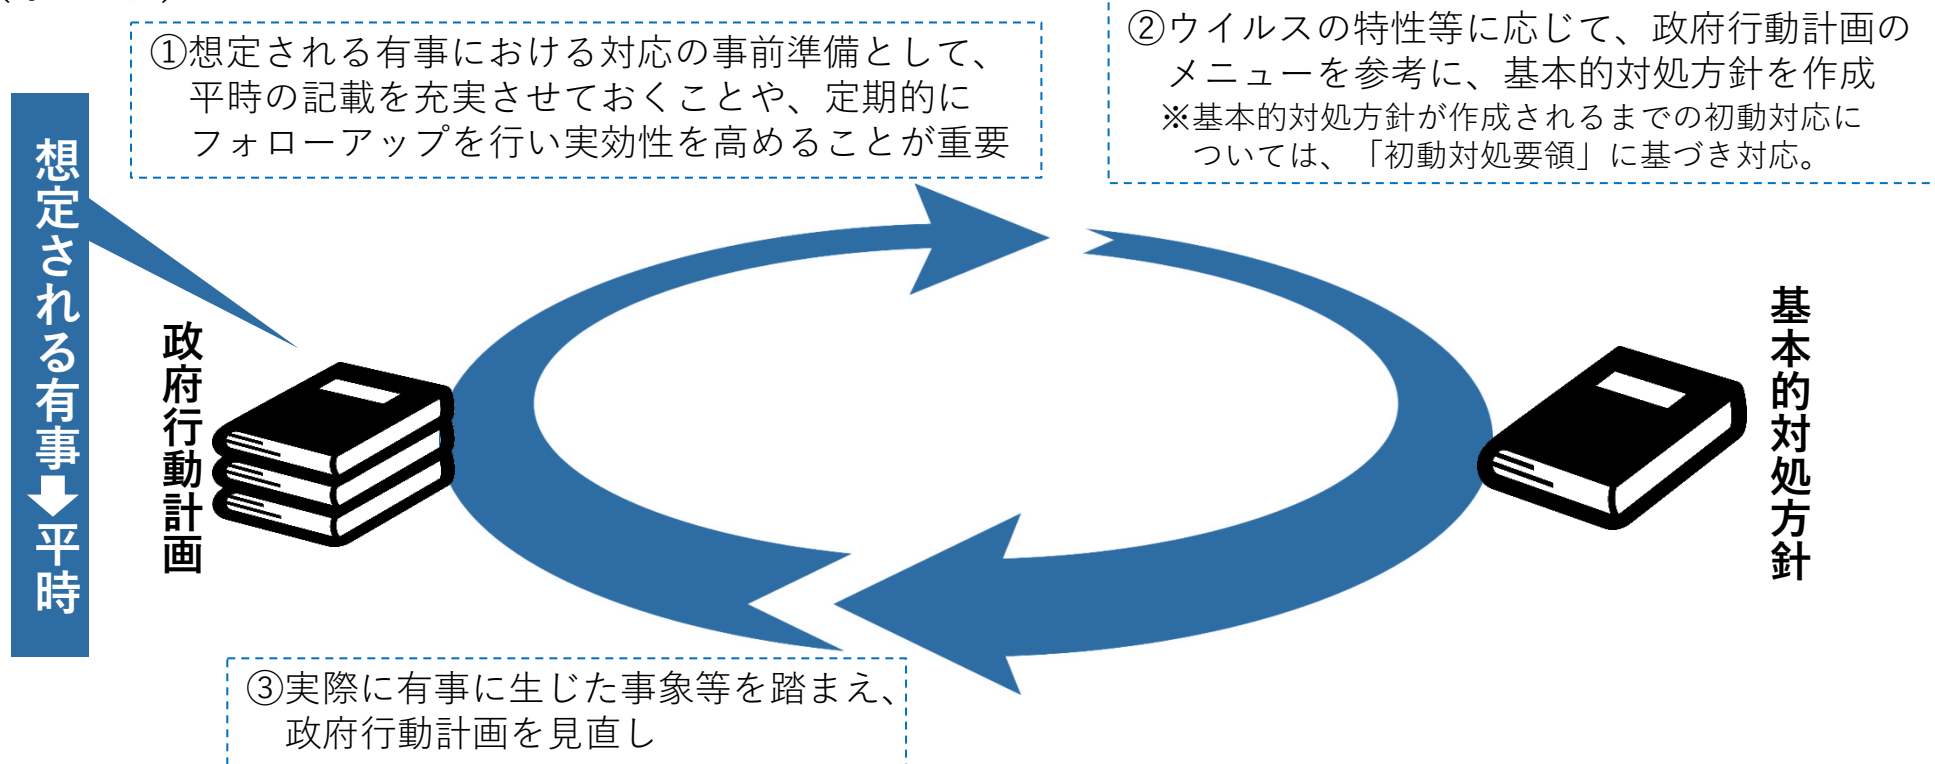 ①想定される有事における対応の事前準備として、
平時の記載を充実させておくことや、定期的に
フォローアップを行い実効性を高めることが重要
②ウイルスの特性等に応じて、政府行動計画の
メニューを参考に、基本的対処方針を作成
※基本的対処方針が作成されるまでの初動対応に
ついては、「初動対処要領」に基づき対応。
想定される有事➡平時
政府行動計画
基本的対処方針
③実際に有事に生じた事象等を踏まえ、
政府行動計画を見直し